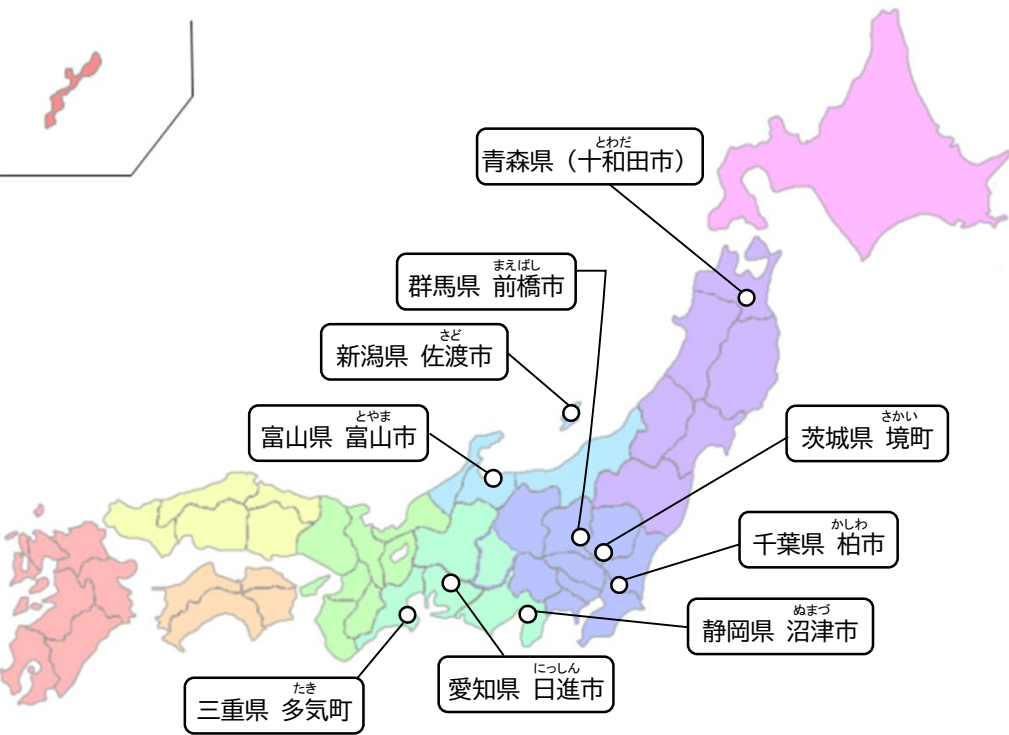 とわだ
青森県（十和田市）
まえばし
群馬県 前橋市
さど
新潟県 佐渡市
とやま
富山県 富山市
さかい
茨城県 境町
かしわ
千葉県 柏市
ぬまづ
静岡県 沼津市
にっしん
愛知県 日進市
たき
三重県 多気町